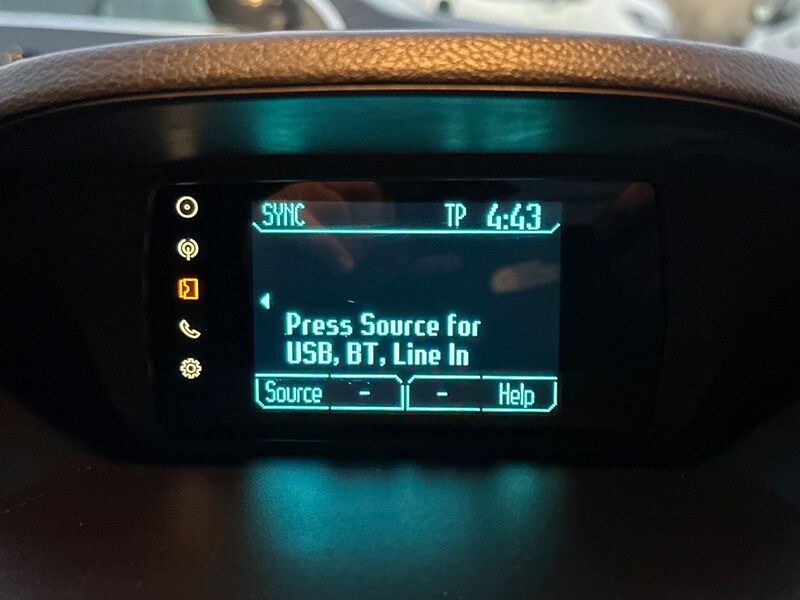 SYNC TP 4:43
Press Source for
USB, BT, Line In
Source - - Help